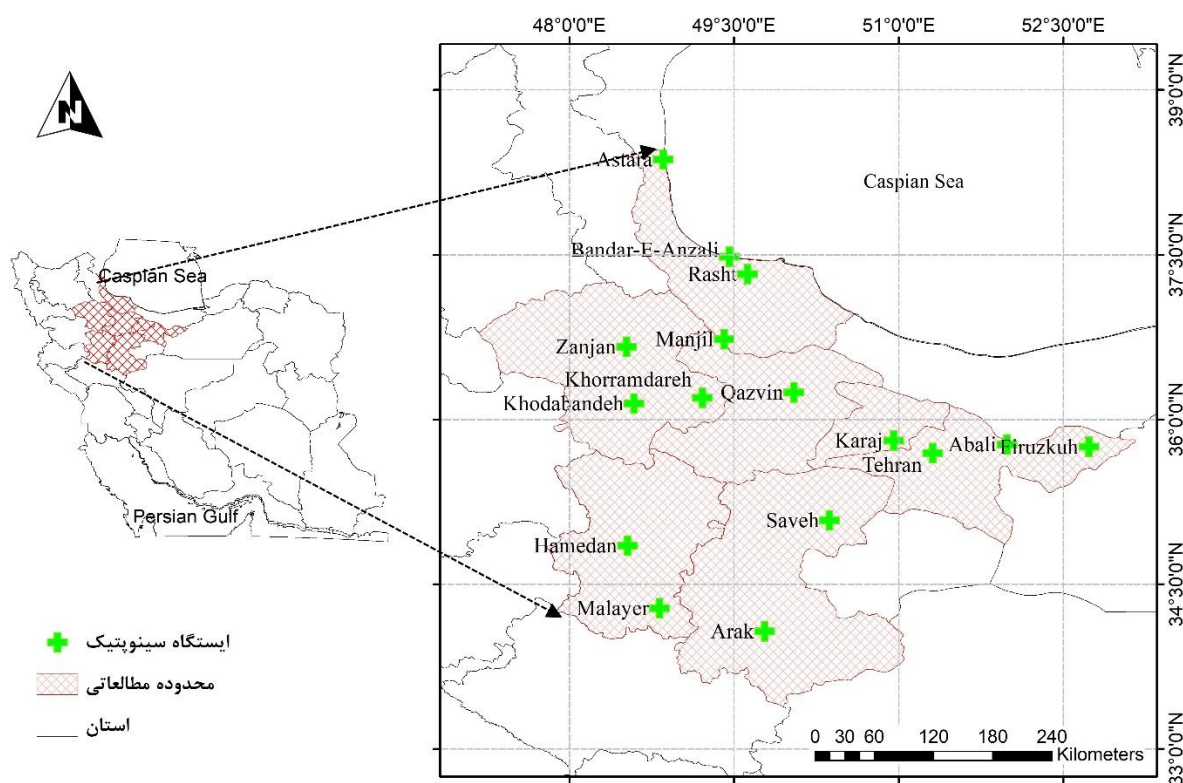 48°0'0"E 49°30'0"E 51°0'0"E 52°30'0"E
N
39°0'0"N
Astara
Caspian Sea
Bandar-E-Anzali
37°30'0"N
Rasht
Caspian Sea
Manjil
Zanjan
Khorramdareh
Khodabandeh
Qazvin
36°0'0"N
Karaj
Abali
Firuzkuh
Tehran
Saveh
Persian Gulf
Hamedan
34°30'0"N
Malayer
Arak
ایستگاه سینوپتیک
محدوده مطالعاتی
استان
0 30 60 120 180 240
Kilometers
33°0'0"N